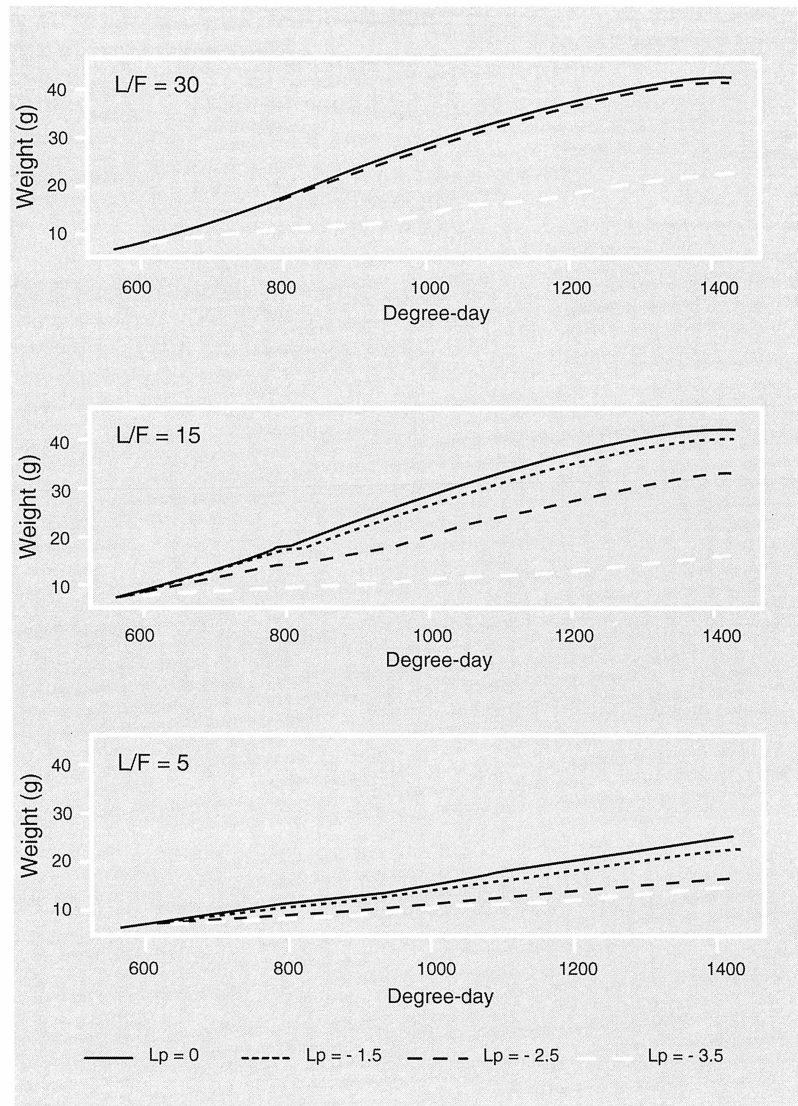 L/F = 30
Weight (g)
40
30
20
10
600 800 1000 1200 1400
Degree-day
L/F = 15
Weight (g)
40
30
20
10
600 800 1000 1200 1400
Degree-day
L/F = 5
Weight (g)
40
30
20
10
600 800 1000 1200 1400
Degree-day
Lp = 0 Lp = - 1.5 Lp = - 2.5 Lp = - 3.5